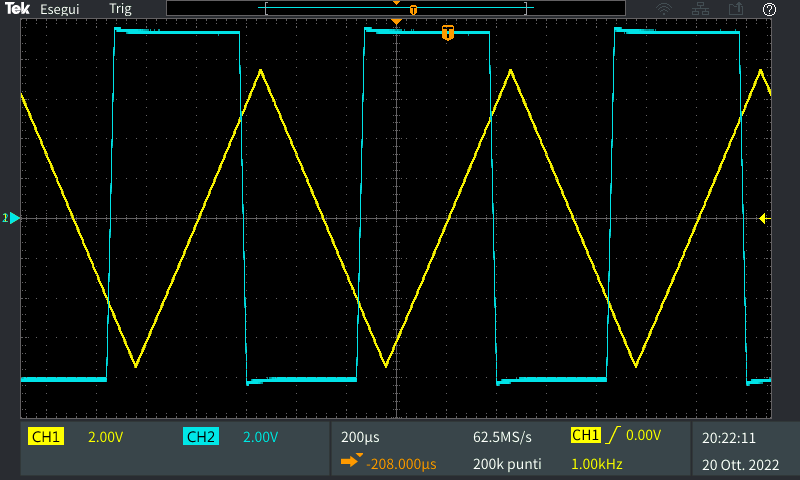 Tek Esegui Trig
T
T
?
CH1 2.00V CH2 2.00V 200µs 62.5MS/s CH1 0.00V 20:22:11
-208.000µs 200k punti 1.00kHz 20 Ott. 2022